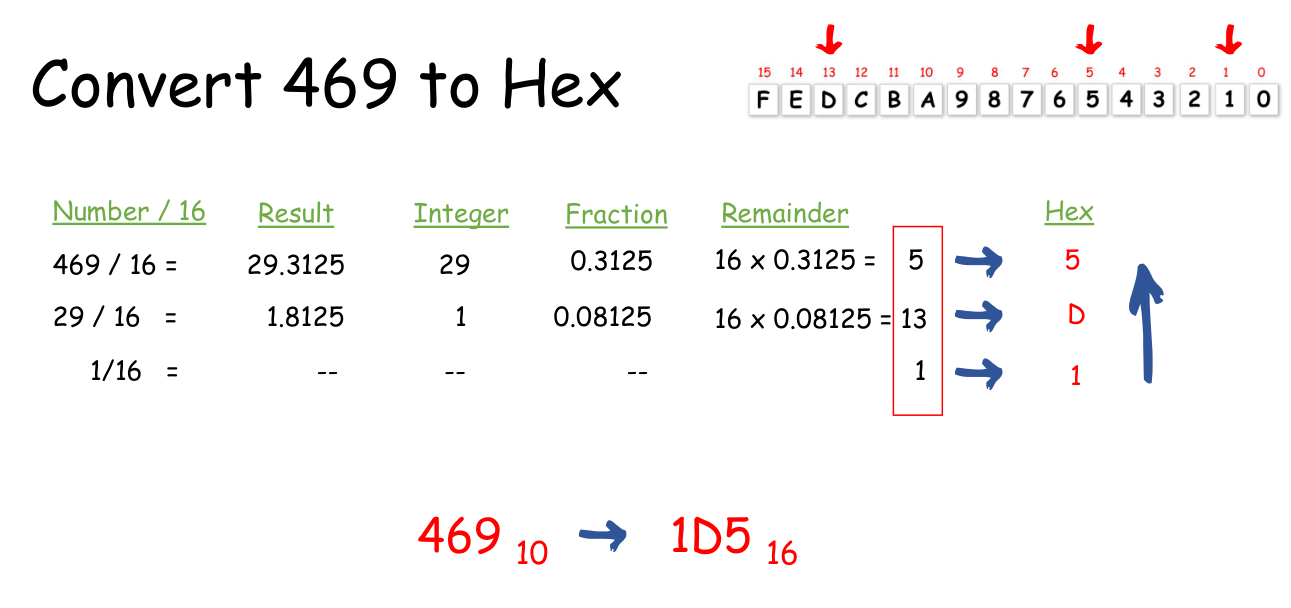 Convert 469 to Hex
15 14 13 12 11 10 9 8 7 6 5 4 3 2 1 0
F E D C B A 9 8 7 6 5 4 3 2 1 0
Number / 16 Result Integer Fraction Remainder Hex
469 / 16 = 29.3125 29 0.3125 16 x 0.3125 = 5 5
29 / 16 = 1.8125 1 0.08125 16 x 0.08125 = 13 D
1/16 = -- -- -- 1 1
469 10 1D5 16